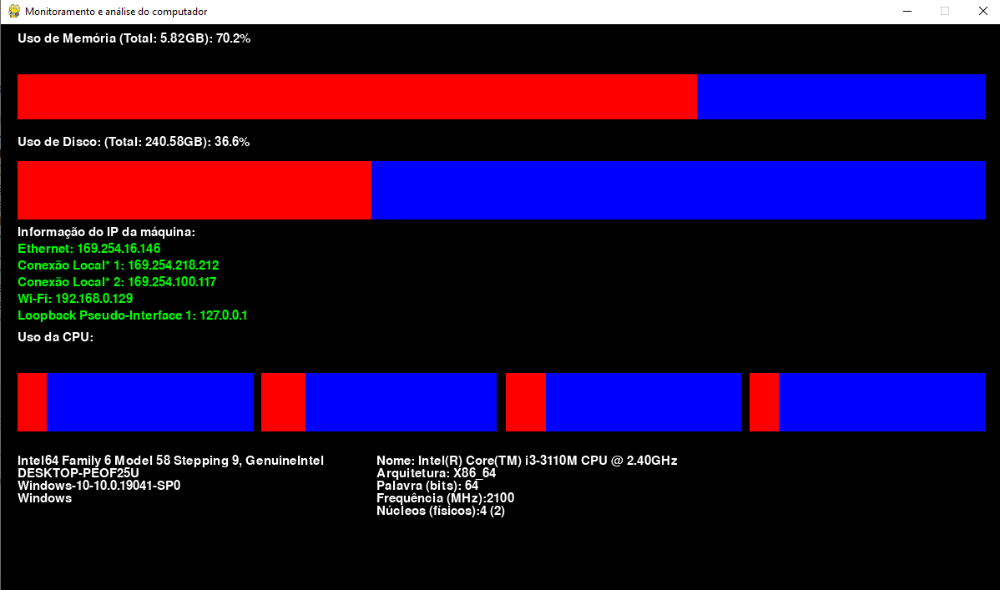 Monitoramento e análise do computador
Uso de Memória (Total: 5.82GB): 70.2%
Uso de Disco: (Total: 240.58GB): 36.6%
Informação do IP da máquina:
Ethernet: 169.254.16.146
Conexão Local* 1: 169.254.218.212
Conexão Local* 2: 169.254.100.117
Wi-Fi: 192.168.0.129
Loopback Pseudo-Interface 1: 127.0.0.1
Uso da CPU:
Intel64 Family 6 Model 58 Stepping 9, GenuineIntel
DESKTOP-PEOF25U
Windows-10-10.0.19041-SP0
Windows
Nome: Intel(R) Core(TM) i3-3110M CPU @ 2.40GHz
Arquitetura: X86_64
Palavra (bits): 64
Frequência (MHz):2100
Núcleos (físicos):4 (2)